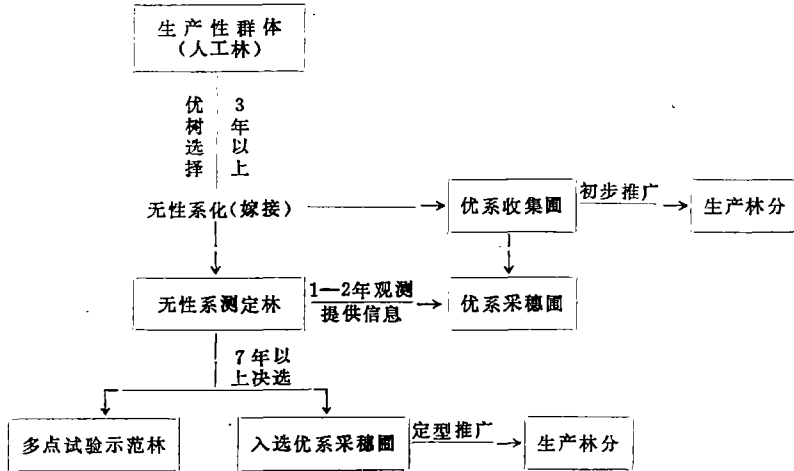 生产性群体
（人工林）
优树选择
3年以上
无性系化（嫁接）
优系收集圃
初步推广
生产林分
无性系测定林
1—2年观测
提供信息
优系采穗圃
7年以
上决选
多点试验示范林
入选优系采穗圃
定型推广
生产林分